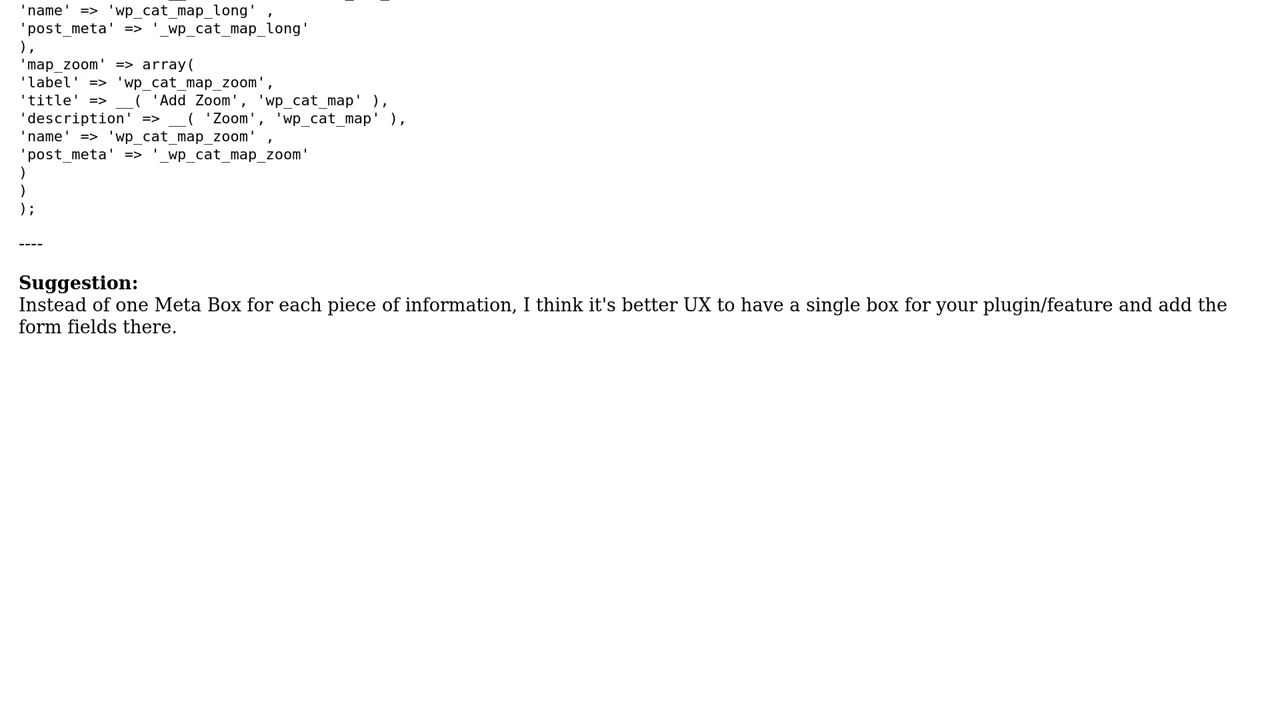 'name' => 'wp_cat_map_long' ,
'post_meta' => '_wp_cat_map_long'
),
'map_zoom' => array(
'label' => 'wp_cat_map_zoom',
'title' => __( 'Add Zoom', 'wp_cat_map' ),
'description' => __( 'Zoom', 'wp_cat_map' ),
'name' => 'wp_cat_map_zoom' ,
'post_meta' => '_wp_cat_map_zoom'
)
)
);
----
Suggestion:
Instead of one Meta Box for each piece of information, I think it's better UX to have a single box for your plugin/feature and add the
form fields there.